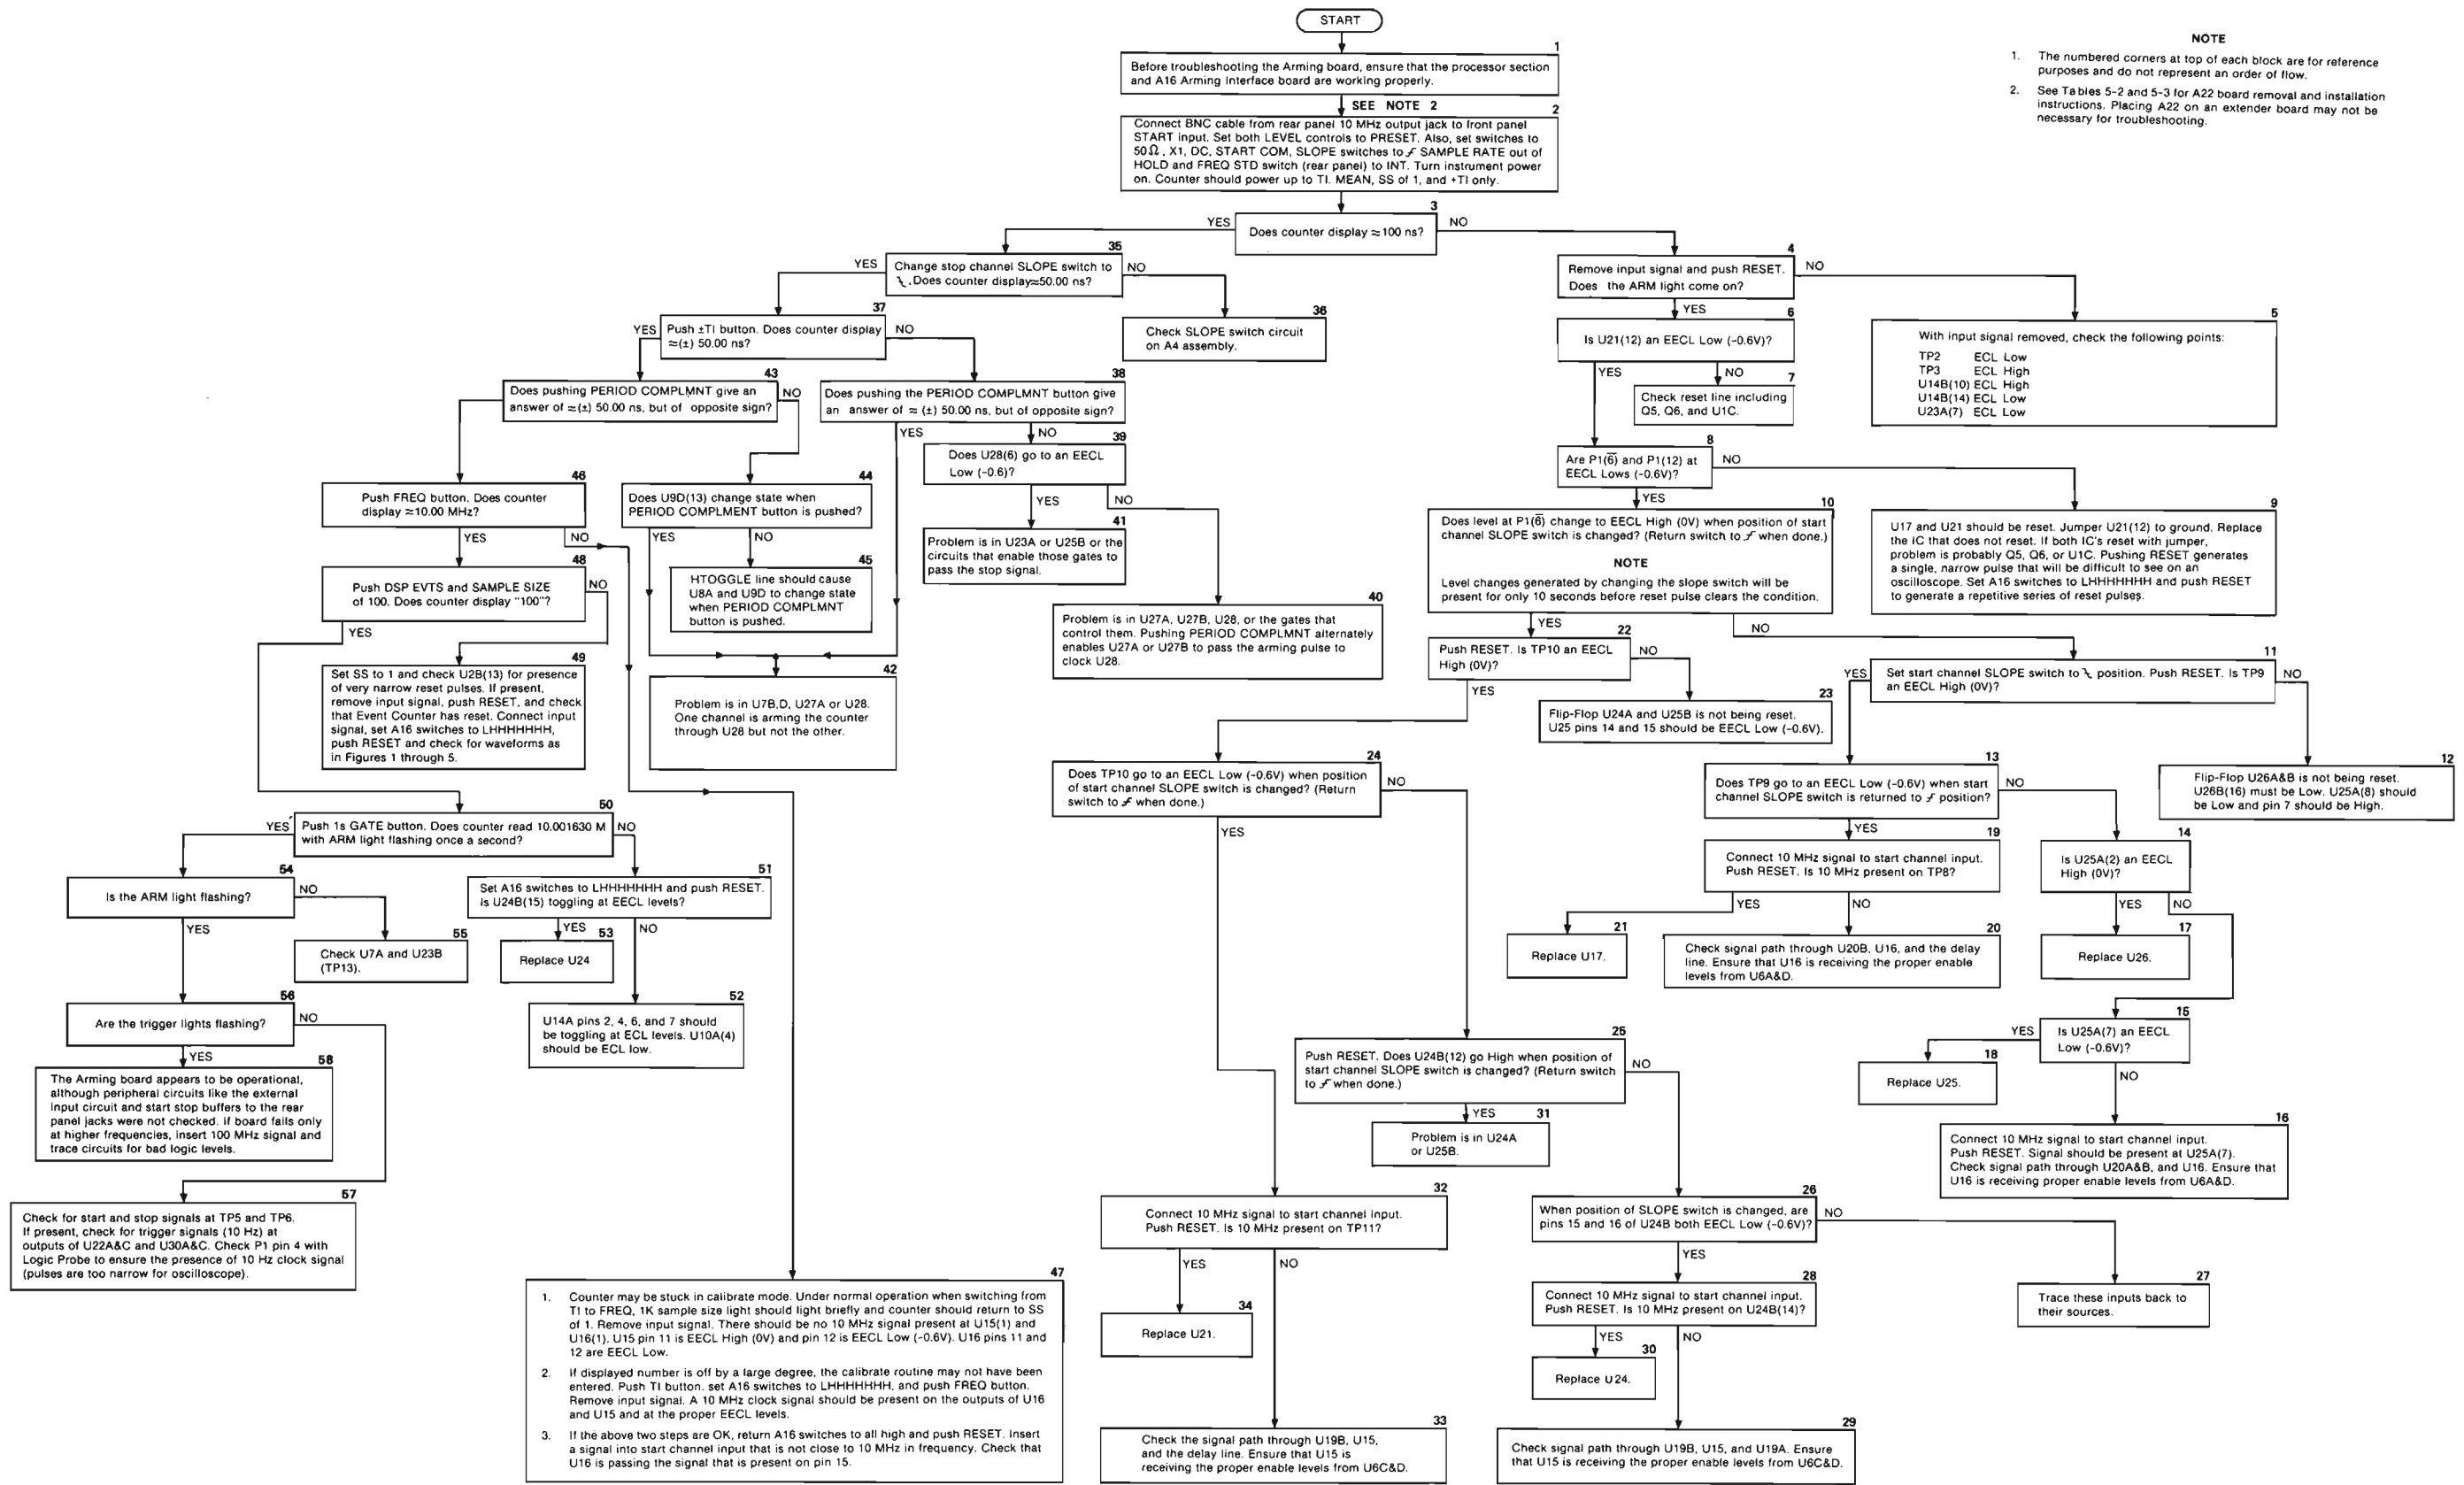 START
NOTE
1. The numbered corners at top of each block are for reference
purposes and do not represent an order of flow.
2. See Tables 5-2 and 5-3 for A22 board removal and installation
instructions. Placing A22 on an extender board may not be
necessary for troubleshooting.
1
Before troubleshooting the Arming board, ensure that the processor section
and A16 Arming Interface board are working properly.
SEE NOTE 2
2
Connect BNC cable from rear panel 10 MHz output jack to front panel
START input. Set both LEVEL controls to PRESET. Also, set switches to
50Ω, X1, DC, START COM, SLOPE switches to ƒ SAMPLE RATE out of
HOLD and FREQ STD switch (rear panel) to INT. Turn instrument power
on. Counter should power up to TI. MEAN, SS of 1, and +TI only.
3
YES
Does counter display ≈100 ns?
NO
35
YES
Change stop channel SLOPE switch to
. Does counter display≈50.00 ns?
NO
4
Remove input signal and push RESET.
Does the ARM light come on?
NO
YES
37
YES
Push ±TI button. Does counter display
≈(±) 50.00 ns?
NO
36
Check SLOPE switch circuit
on A4 assembly.
6
Is U21(12) an EECL Low (-0.6V)?
YES
NO
5
With input signal removed, check the following points:
TP2 ECL Low
TP3 ECL High
U14B(10) ECL High
U14B(14) ECL Low
U23A(7) ECL Low
7
Check reset line including
Q5, Q6, and U1C.
43
Does pushing PERIOD COMPLMNT give an
answer of ≈(±) 50.00 ns, but of opposite sign?
NO
38
Does pushing the PERIOD COMPLMNT button give
an answer of ≈ (±) 50.00 ns, but of opposite sign?
YES
NO
39
Does U28(6) go to an EECL
Low (-0.6)?
YES
NO
8
Are P1(6̅) and P1(12) at
EECL Lows (-0.6V)?
NO
YES
46
Push FREQ button. Does counter
display ≈10.00 MHz?
YES
NO
44
Does U9D(13) change state when
PERIOD COMPLMENT button is pushed?
YES
NO
41
Problem is in U23A or U25B or the
circuits that enable those gates to
pass the stop signal.
10
Does level at P1(6̅) change to EECL High (0V) when position of start
channel SLOPE switch is changed? (Return switch to ƒ when done.)
NOTE
Level changes generated by changing the slope switch will be
present for only 10 seconds before reset pulse clears the condition.
YES
NO
9
U17 and U21 should be reset. Jumper U21(12) to ground. Replace
the IC that does not reset. If both IC's reset with jumper,
problem is probably Q5, Q6, or U1C. Pushing RESET generates
a single, narrow pulse that will be difficult to see on an
oscilloscope. Set A16 switches to LHHHHHHH and push RESET
to generate a repetitive series of reset pulses.
48
Push DSP EVTS and SAMPLE SIZE
of 100. Does counter display "100"?
NO
YES
45
HTOGGLE line should cause
U8A and U9D to change state
when PERIOD COMPLMNT
button is pushed.
40
Problem is in U27A, U27B, U28, or the gates that
control them. Pushing PERIOD COMPLMNT alternately
enables U27A or U27B to pass the arming pulse to
clock U28.
22
Push RESET. Is TP10 an EECL
High (0V)?
NO
YES
11
YES
Set start channel SLOPE switch to position. Push RESET. Is TP9
an EECL High (0V)?
NO
49
Set SS to 1 and check U2B(13) for presence
of very narrow reset pulses. If present,
remove input signal, push RESET, and check
that Event Counter has reset. Connect input
signal, set A16 switches to LHHHHHHH,
push RESET and check for waveforms as
in Figures 1 through 5.
42
Problem is in U7B,D, U27A or U28.
One channel is arming the counter
through U28 but not the other.
23
Flip-Flop U24A and U25B is not being reset.
U25 pins 14 and 15 should be EECL Low (-0.6V).
24
Does TP10 go to an EECL Low (-0.6V) when position
of start channel SLOPE switch is changed? (Return
switch to ƒ when done.)
NO
YES
13
Does TP9 go to an EECL Low (-0.6V) when start
channel SLOPE switch is returned to ƒ position?
NO
YES
12
Flip-Flop U26A&B is not being reset.
U26B(16) must be Low. U25A(8) should
be Low and pin 7 should be High.
50
YES
Push 1s GATE button. Does counter read 10.001630 M
with ARM light flashing once a second?
NO
19
Connect 10 MHz signal to start channel input.
Push RESET. Is 10 MHz present on TP8?
YES
NO
14
Is U25A(2) an EECL
High (0V)?
YES
NO
54
Is the ARM light flashing?
NO
YES
51
Set A16 switches to LHHHHHHH and push RESET.
Is U24B(15) toggling at EECL levels?
YES
NO
55
Check U7A and U23B
(TP13).
53
Replace U24
21
Replace U17.
20
Check signal path through U20B, U16, and the delay
line. Ensure that U16 is receiving the proper enable
levels from U6A&D.
17
Replace U26.
56
Are the trigger lights flashing?
NO
YES
52
U14A pins 2, 4, 6, and 7 should
be toggling at ECL levels. U10A(4)
should be ECL low.
25
Push RESET. Does U24B(12) go High when position of
start channel SLOPE switch is changed? (Return switch
to ƒ when done.)
NO
YES
15
YES
Is U25A(7) an EECL
Low (-0.6V)?
NO
18
Replace U25.
58
The Arming board appears to be operational,
although peripheral circuits like the external
input circuit and start stop buffers to the rear
panel jacks were not checked. If board fails only
at higher frequencies, insert 100 MHz signal and
trace circuits for bad logic levels.
31
Problem is in U24A
or U25B.
16
Connect 10 MHz signal to start channel input.
Push RESET. Signal should be present at U25A(7).
Check signal path through U20A&B, and U16. Ensure that
U16 is receiving proper enable levels from U6A&D.
57
Check for start and stop signals at TP5 and TP6.
If present, check for trigger signals (10 Hz) at
outputs of U22A&C and U30A&C. Check P1 pin 4 with
Logic Probe to ensure the presence of 10 Hz clock signal
(pulses are too narrow for oscilloscope).
32
Connect 10 MHz signal to start channel input.
Push RESET. Is 10 MHz present on TP11?
YES
NO
26
When position of SLOPE switch is changed, are
pins 15 and 16 of U24B both EECL Low (-0.6V)?
NO
YES
47
1. Counter may be stuck in calibrate mode. Under normal operation when switching from
TI to FREQ, 1K sample size light should light briefly and counter should return to SS
of 1. Remove input signal. There should be no 10 MHz signal present at U15(1) and
U16(1). U15 pin 11 is EECL High (0V) and pin 12 is EECL Low (-0.6V). U16 pins 11 and
12 are EECL Low.
2. If displayed number is off by a large degree, the calibrate routine may not have been
entered. Push TI button. set A16 switches to LHHHHHHH, and push FREQ button.
Remove input signal. A 10 MHz clock signal should be present on the outputs of U16
and U15 and at the proper EECL levels.
3. If the above two steps are OK, return A16 switches to all high and push RESET. Insert
a signal into start channel input that is not close to 10 MHz in frequency. Check that
U16 is passing the signal that is present on pin 15.
34
Replace U21.
28
Connect 10 MHz signal to start channel input.
Push RESET. Is 10 MHz present on U24B(14)?
YES
NO
27
Trace these inputs back to
their sources.
30
Replace U24.
33
Check the signal path through U19B, U15,
and the delay line. Ensure that U15 is
receiving the proper enable levels from U6C&D.
29
Check signal path through U19B, U15, and U19A. Ensure
that U15 is receiving the proper enable levels from U6C&D.